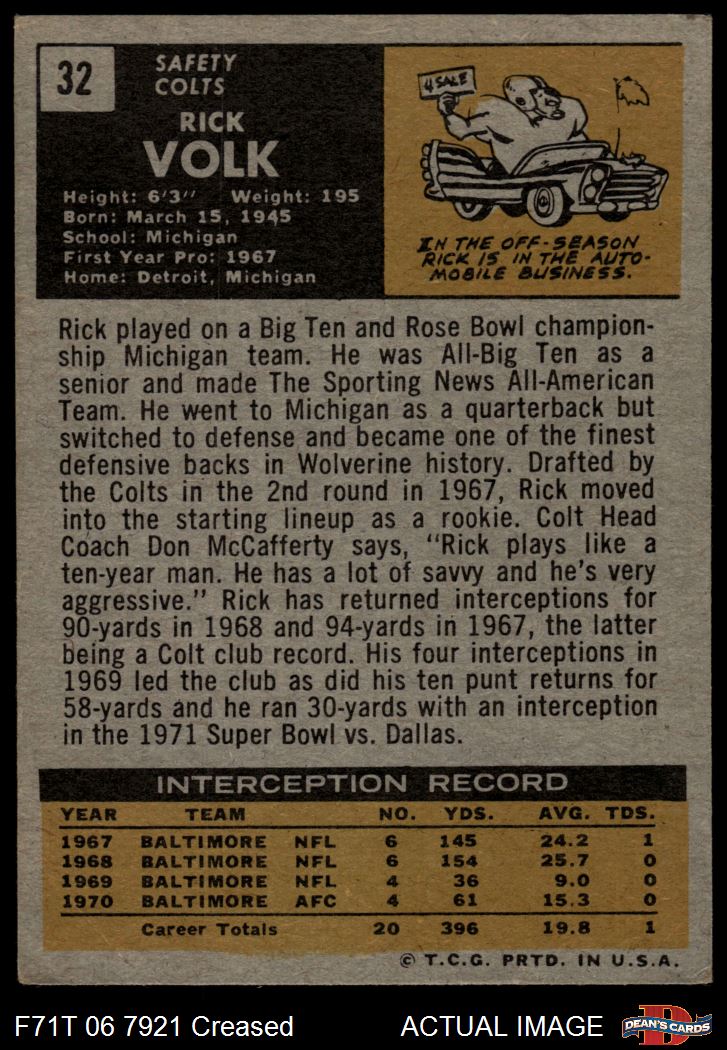 32
SAFETY
COLTS
RICK
VOLK
Height: 6'3" Weight: 195
Born: March 15, 1945
School: Michigan
First Year Pro: 1967
Home: Detroit, Michigan
4 SALE
IN THE OFF-SEASON
RICK IS IN THE AUTO-
MOBILE BUSINESS.
Rick played on a Big Ten and Rose Bowl champion-
ship Michigan team. He was All-Big Ten as a
senior and made The Sporting News All-American
Team. He went to Michigan as a quarterback but
switched to defense and became one of the finest
defensive backs in Wolverine history. Drafted by
the Colts in the 2nd round in 1967, Rick moved
into the starting lineup as a rookie. Colt Head
Coach Don McCafferty says, "Rick plays like a
ten-year man. He has a lot of savvy and he's very
aggressive." Rick has returned interceptions for
90-yards in 1968 and 94-yards in 1967, the latter
being a Colt club record. His four interceptions in
1969 led the club as did his ten punt returns for
58-yards and he ran 30-yards with an interception
in the 1971 Super Bowl vs. Dallas.
INTERCEPTION RECORD
YEAR TEAM NO. YDS. AVG. TDS.
1967 BALTIMORE NFL 6 145 24.2 1
1968 BALTIMORE NFL 6 154 25.7 0
1969 BALTIMORE NFL 4 36 9.0 0
1970 BALTIMORE AFC 4 61 15.3 0
Career Totals 20 396 19.8 1
© T.C.G. PRTD. IN U.S.A.
F71T 06 7921 Creased ACTUAL IMAGE
D
DEAN'S CARDS